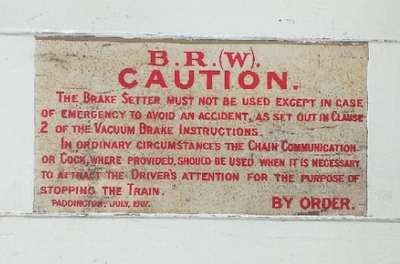 B.R.(W).
CAUTION.
THE BRAKE SETTER MUST NOT BE USED EXCEPT IN CASE
OF EMERGENCY TO AVOID AN ACCIDENT, AS SET OUT IN CLAUSE
2 OF THE VACUUM BRAKE INSTRUCTIONS.
IN ORDINARY CIRCUMSTANCES THE CHAIN COMMUNICATION
OR COCK, WHERE PROVIDED, SHOULD BE USED WHEN IT IS NECESSARY
TO ATTRACT THE DRIVER'S ATTENTION FOR THE PURPOSE OF
STOPPING THE TRAIN.
PADDINGTON, JULY, 1907. BY ORDER.